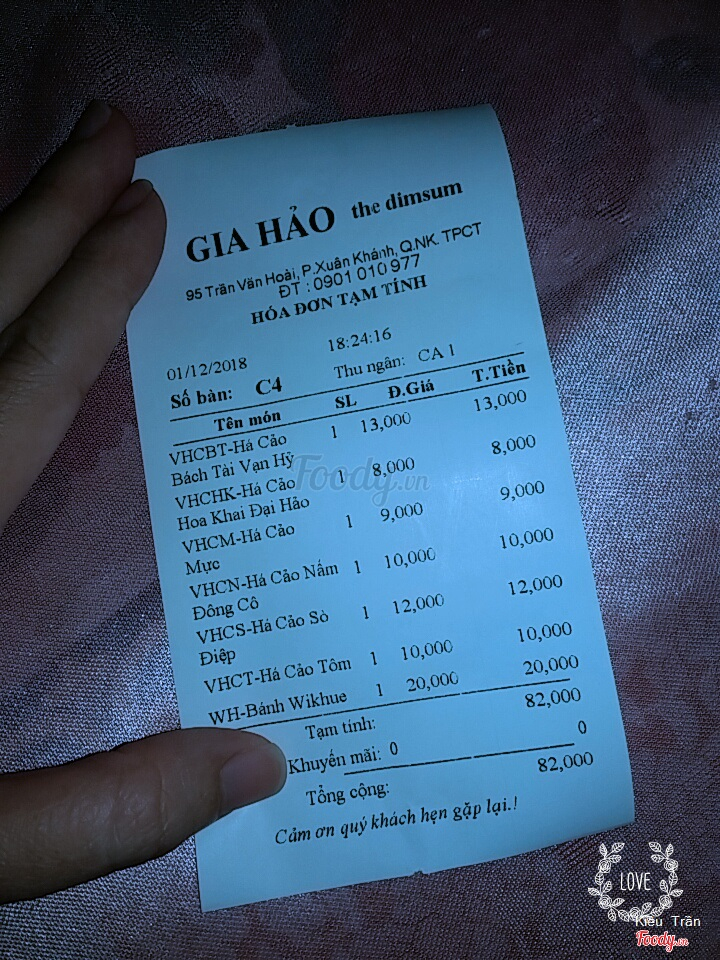 GIA HẢO the dimsum
95 Trần Văn Hoài, P.Xuân Khánh, Q.NK. TPCT
ĐT : 0901 010 977
HÓA ĐƠN TẠM TÍNH
01/12/2018 18:24:16
Số bàn: C4 Thu ngân: CA 1
Tên món SL Đ.Giá T.Tiền
VHCBT-Há Cảo 1 13,000 13,000
Bách Tài Vạn Hỷ
VHCHK-Há Cảo 1 8,000 8,000
Hoa Khai Đại Hảo
VHCM-Há Cảo 1 9,000 9,000
Mực
VHCN-Há Cảo Nấm 1 10,000 10,000
Đông Cô
VHCS-Há Cảo Sò 1 12,000 12,000
Điệp
VHCT-Há Cảo Tôm 1 10,000 10,000
WH-Bánh Wikhue 1 20,000 20,000
Tạm tính: 82,000
Khuyến mãi: 0 0
Tổng cộng: 82,000
Cảm ơn quý khách hẹn gặp lại.!
Foody.vn
LOVE
Kiều Trần
Foody.vn